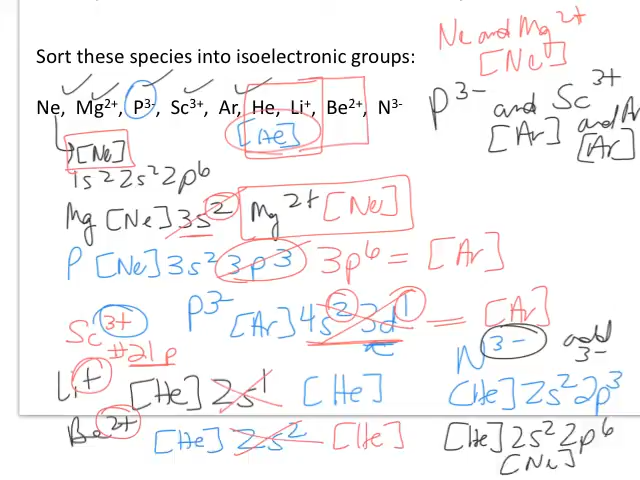 Sort these species into isoelectronic groups:
Ne, Mg²⁺, P³⁻, Sc³⁺, Ar, He, Li⁺, Be²⁺, N³⁻
Ne and Mg²⁺
[Ne]
P³⁻ and Sc³⁺ and Ar
[Ar] [Ar]
[He]
[Ne]
1s² 2s² 2p⁶
Mg [Ne] 3s² Mg²⁺ [Ne]
P [Ne] 3s² 3p³ 3p⁶ = [Ar]
P³⁻
Sc³⁺ [Ar] 4s² 3d¹ = [Ar]
#21 p
N³⁻ add 3-
Li⁺ [He] 2s¹ [He]
[He] 2s² 2p³
Be²⁺ [He] 2s² [He]
[He] 2s² 2p⁶
[Ne]